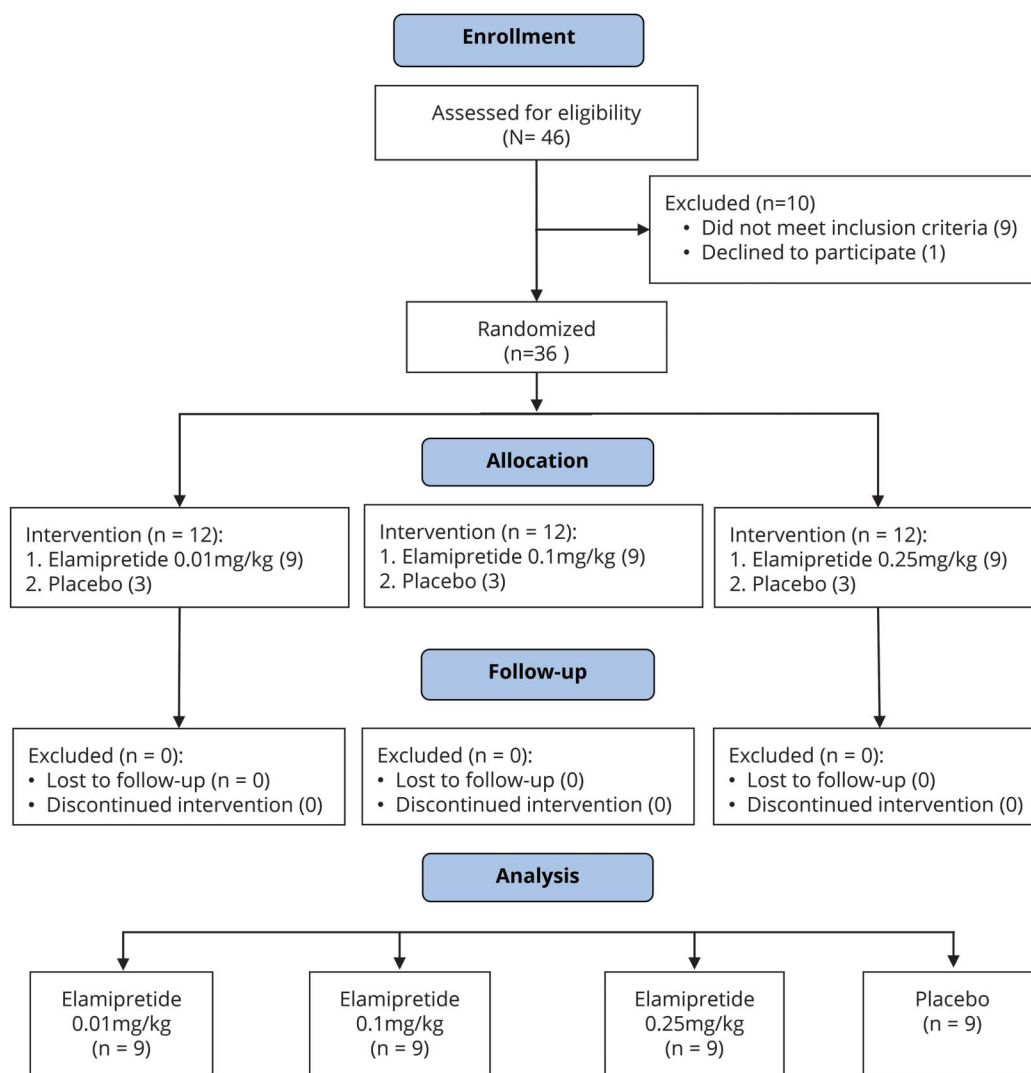 Enrollment
Assessed for eligibility
(N= 46)
Excluded (n=10)
• Did not meet inclusion criteria (9)
• Declined to participate (1)
Randomized
(n=36 )
Allocation
Intervention (n = 12):
1. Elamipretide 0.01mg/kg (9)
2. Placebo (3)
Intervention (n = 12):
1. Elamipretide 0.1mg/kg (9)
2. Placebo (3)
Intervention (n = 12):
1. Elamipretide 0.25mg/kg (9)
2. Placebo (3)
Follow-up
Excluded (n = 0):
• Lost to follow-up (n = 0)
• Discontinued intervention (0)
Excluded (n = 0):
• Lost to follow-up (0)
• Discontinued intervention (0)
Excluded (n = 0):
• Lost to follow-up (0)
• Discontinued intervention (0)
Analysis
Elamipretide
0.01mg/kg
(n = 9)
Elamipretide
0.1mg/kg
(n = 9)
Elamipretide
0.25mg/kg
(n = 9)
Placebo
(n = 9)